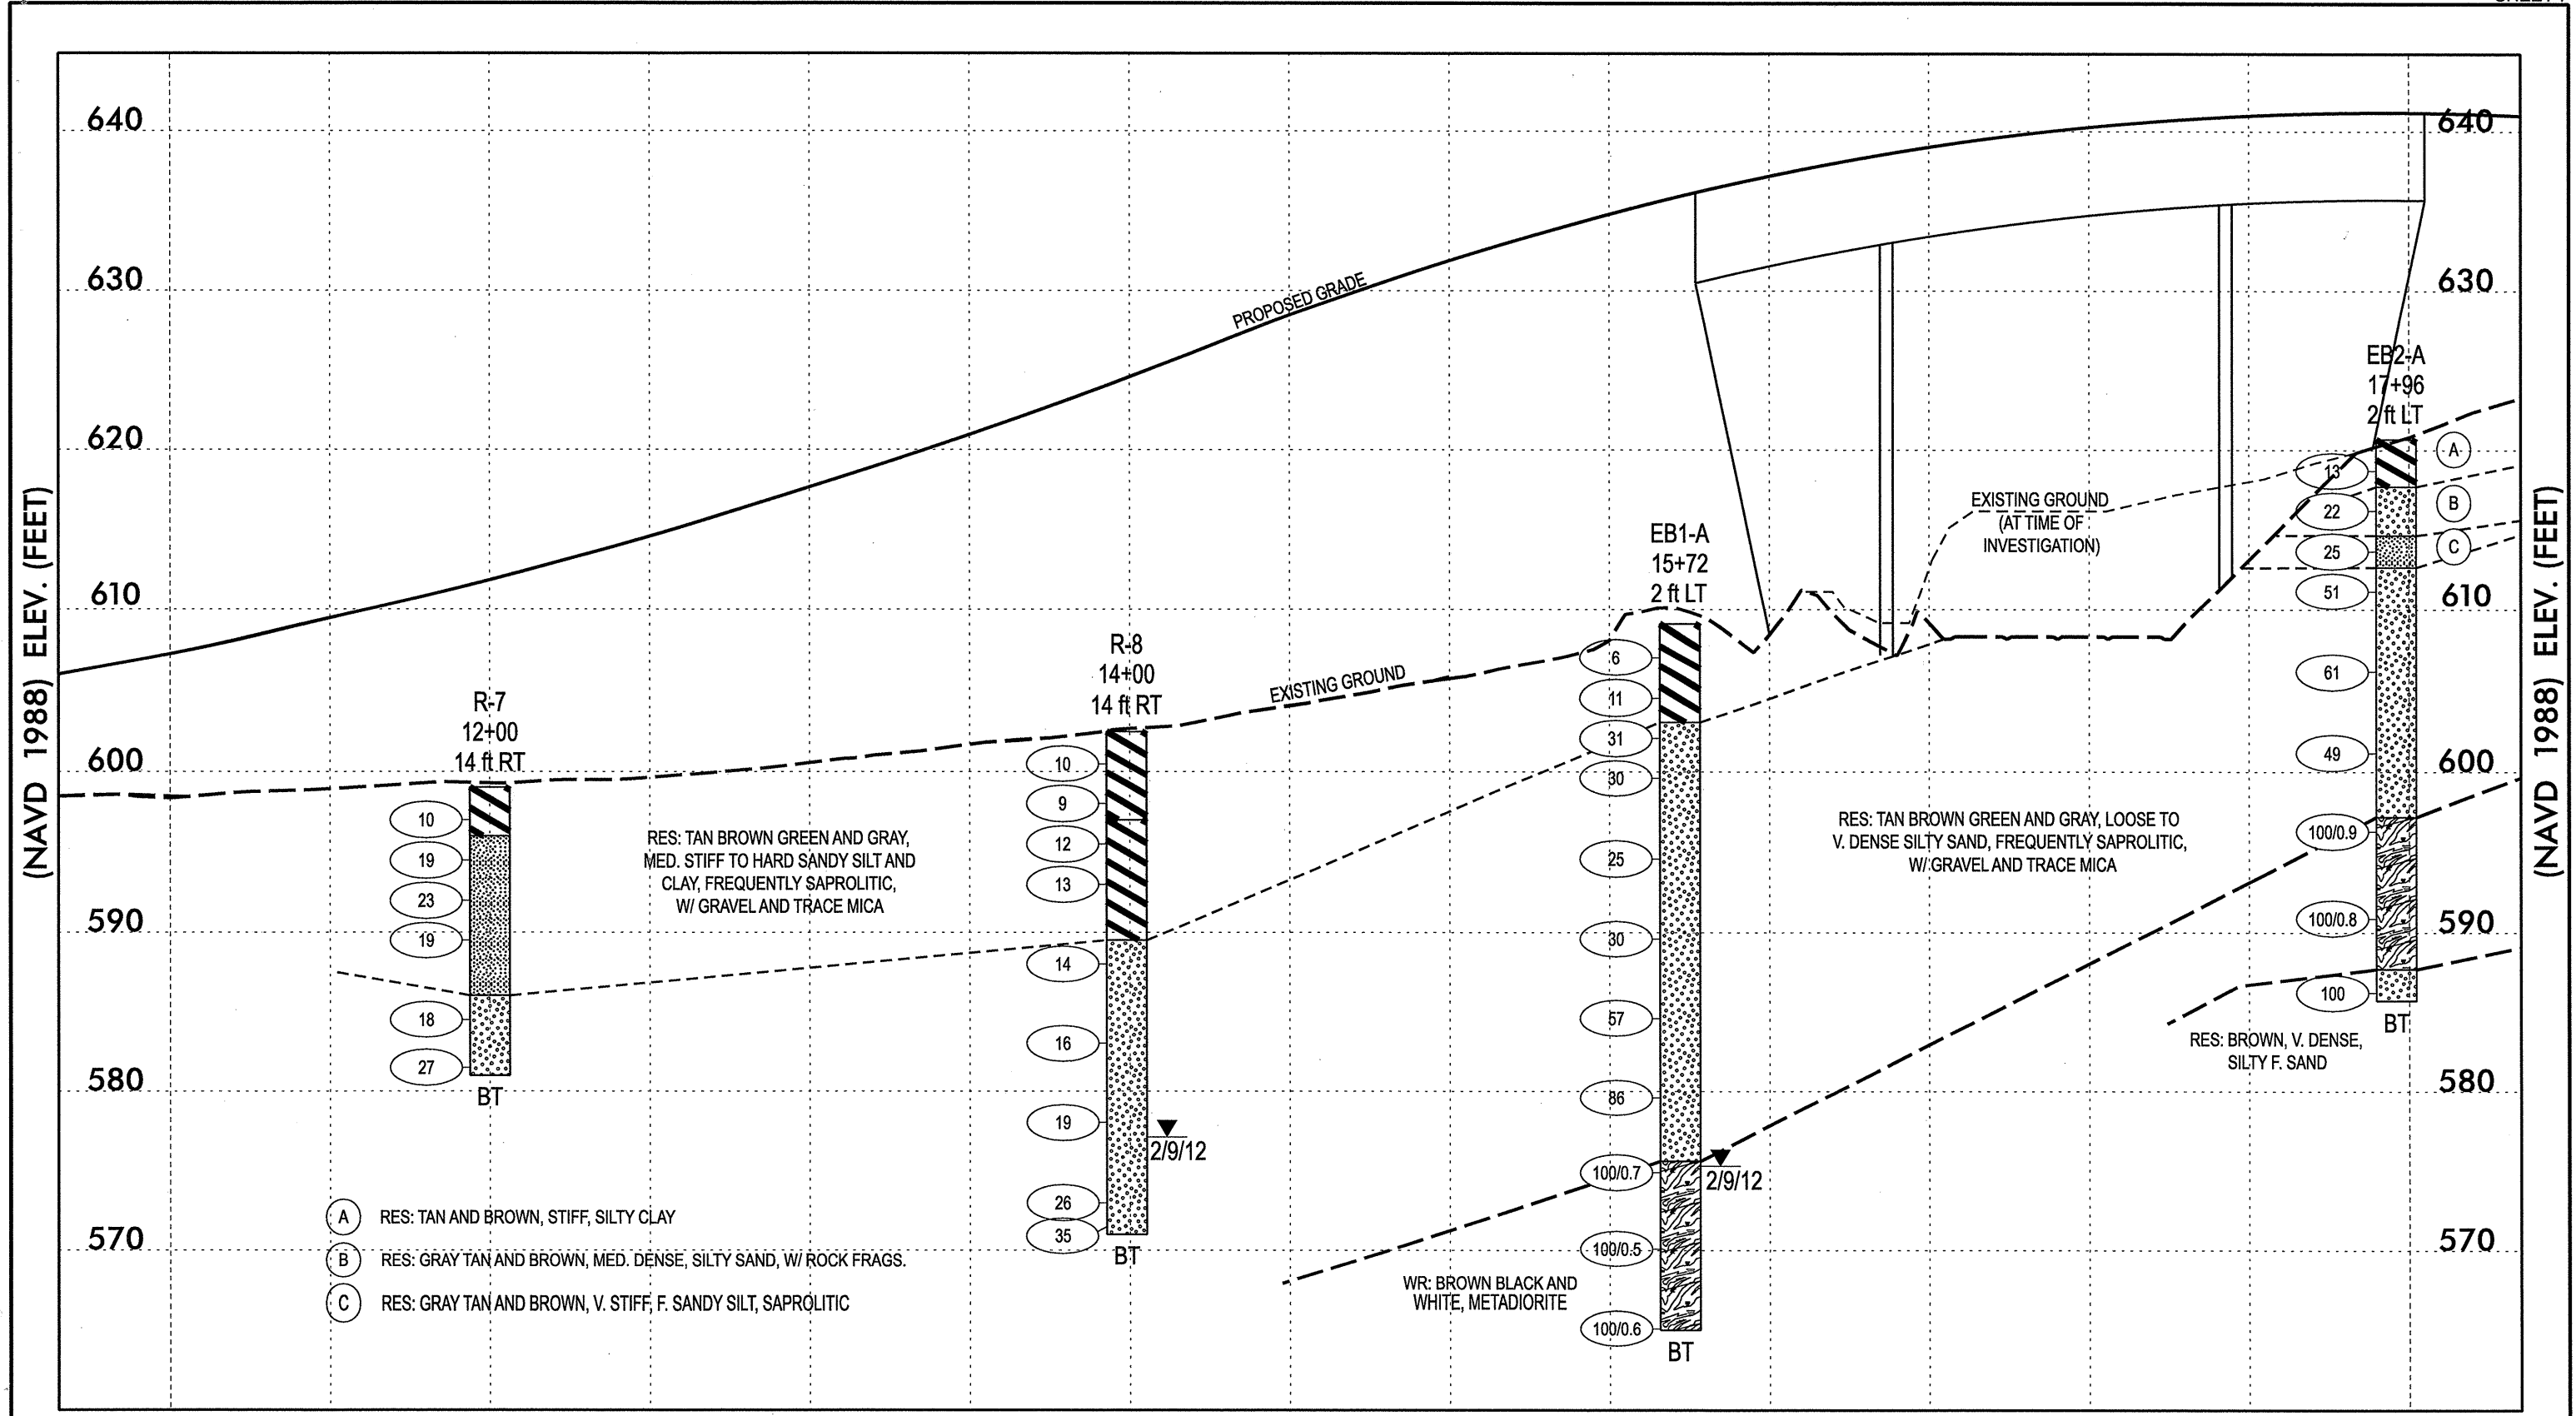 640
640
630
630
PROPOSED GRADE
EB2-A
17+96
2 ft LT
620
620
A
13
EXISTING GROUND
(AT TIME OF
INVESTIGATION)
B
22
C
25
EB1-A
15+72
2 ft LT
51
610
610
(NAVD 1988) ELEV. (FEET)
(NAVD 1988) ELEV. (FEET)
R-8
14+00
14 ft RT
6
61
EXISTING GROUND
11
R-7
12+00
14 ft RT
31
49
600
600
10
30
9
10
RES: TAN BROWN GREEN AND GRAY,
MED. STIFF TO HARD SANDY SILT AND
CLAY, FREQUENTLY SAPROLITIC,
W/ GRAVEL AND TRACE MICA
RES: TAN BROWN GREEN AND GRAY, LOOSE TO
V. DENSE SILTY SAND, FREQUENTLY SAPROLITIC,
W/ GRAVEL AND TRACE MICA
100/0.9
12
19
25
13
23
100/0.8
590
590
19
30
14
100
BT
18
57
RES: BROWN, V. DENSE,
SILTY F. SAND
16
27
580
580
BT
86
19
2/9/12
100/0.7
2/9/12
26
35
BT
570
570
100/0.5
A RES: TAN AND BROWN, STIFF, SILTY CLAY
B RES: GRAY TAN AND BROWN, MED. DENSE, SILTY SAND, W/ ROCK FRAGS.
C RES: GRAY TAN AND BROWN, V. STIFF, F. SANDY SILT, SAPROLITIC
WR: BROWN BLACK AND
WHITE, METADIORITE
100/0.6
BT